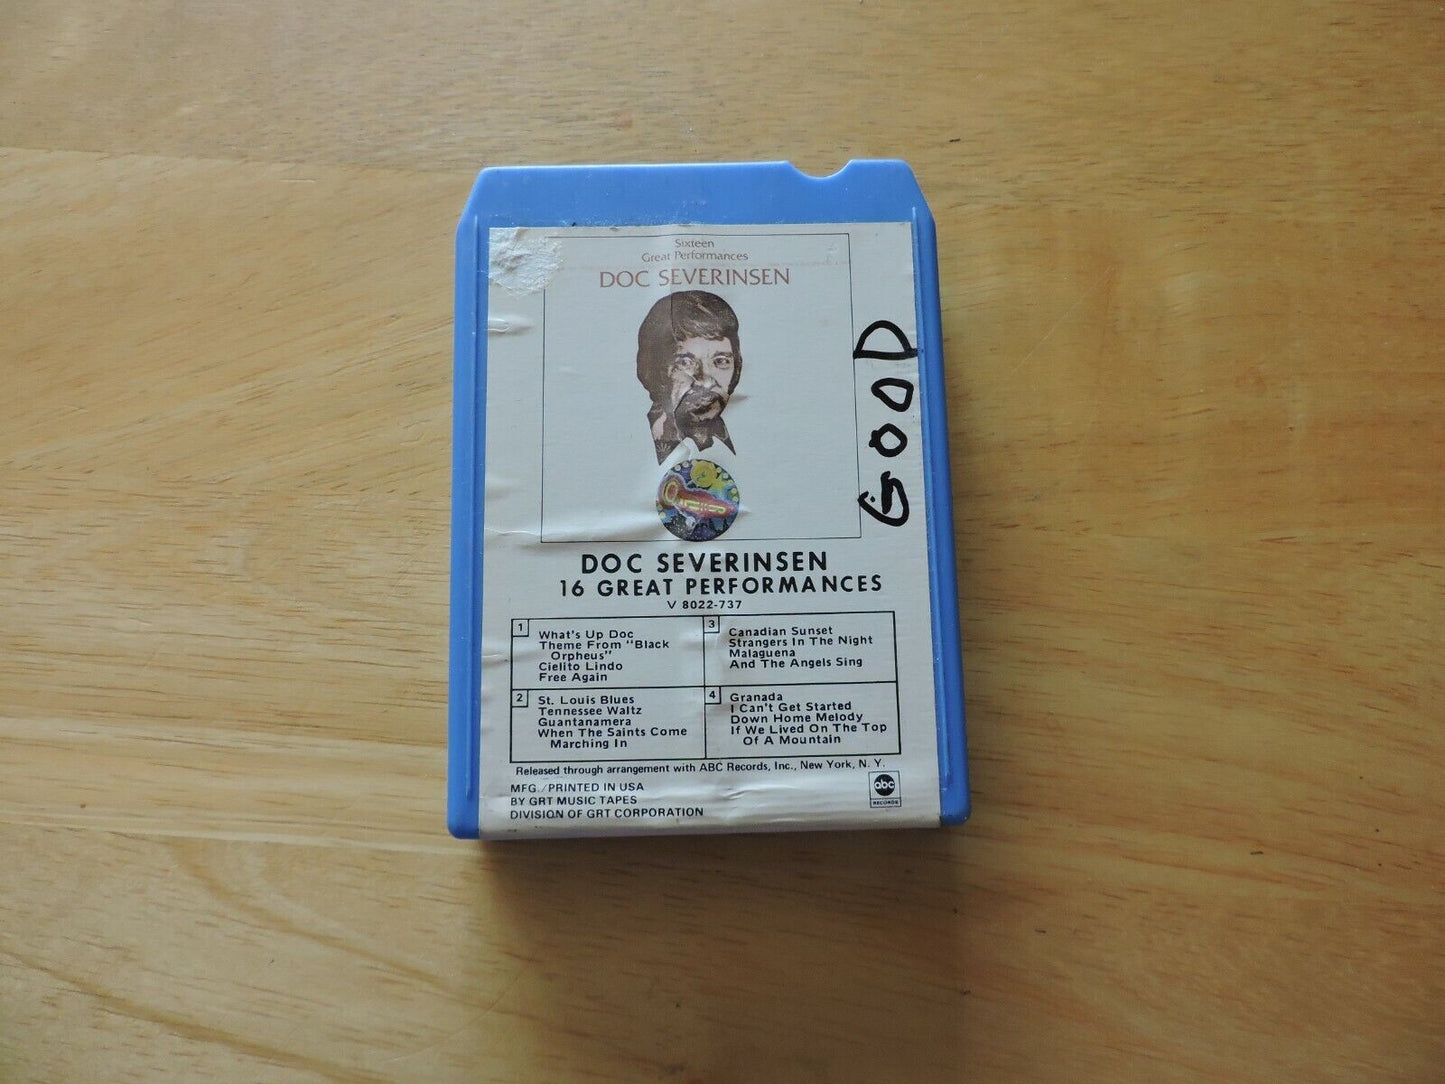 Sixteen
Great Performances
DOC SEVERINSEN
GOOD
DOC SEVERINSEN
16 GREAT PERFORMANCES
V 8022-737
1
What's Up Doc
Theme From "Black
Orpheus"
Cielito Lindo
Free Again
2
St. Louis Blues
Tennessee Waltz
Guantanamera
When The Saints Come
Marching In
3
Canadian Sunset
Strangers In The Night
Malaguena
And The Angels Sing
4
Granada
I Can't Get Started
Down Home Melody
If We Lived On The Top
Of A Mountain
Released through arrangement with ABC Records, Inc., New York, N. Y.
MFG./PRINTED IN USA
BY GRT MUSIC TAPES
DIVISION OF GRT CORPORATION
abc
RECORDS